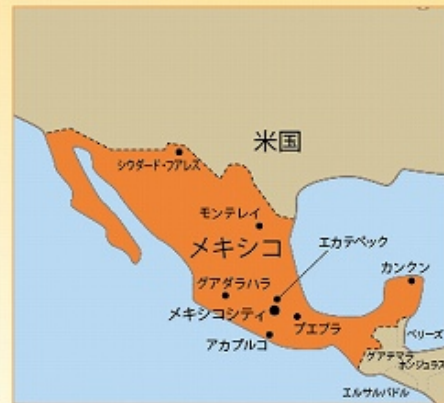 米国
シウダード・フアレズ
モンテレイ
メキシコ
エカテペック
カンクン
グアダラハラ
メキシコシティ
プエブラ
アカプルコ
ベリーズ
グアテマラ
ホンジュラス
エルサルバドル